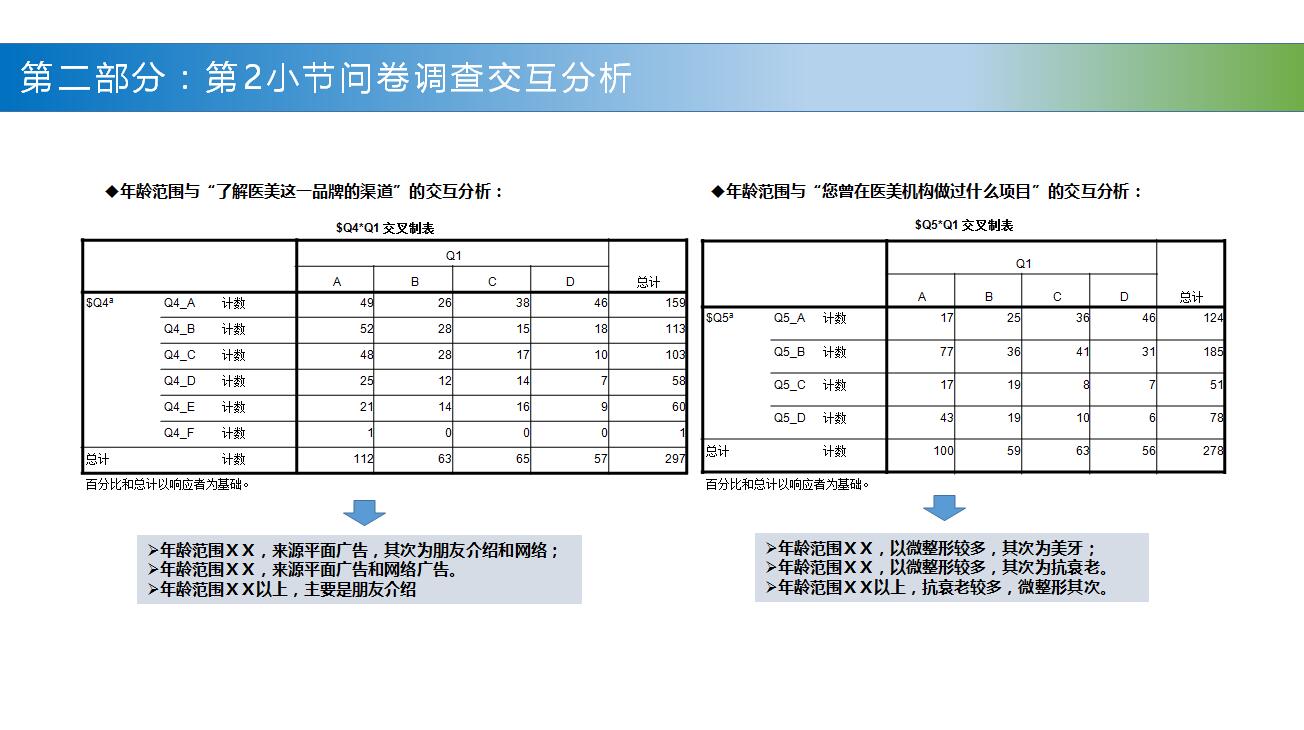 第二部分：第2小节问卷调查交互分析
◆年龄范围与“了解医美这一品牌的渠道”的交互分析：
$Q4*Q1 交叉制表
Q1
A B C D 总计
$Q4ª Q4_A 计数 49 26 38 46 159
Q4_B 计数 52 28 15 18 113
Q4_C 计数 48 28 17 10 103
Q4_D 计数 25 12 14 7 58
Q4_E 计数 21 14 16 9 60
Q4_F 计数 1 0 0 0 1
总计 计数 112 63 65 57 297
百分比和总计以响应者为基础。
➢年龄范围ＸＸ，来源平面广告，其次为朋友介绍和网络；
➢年龄范围ＸＸ，来源平面广告和网络广告。
➢年龄范围ＸＸ以上，主要是朋友介绍
◆年龄范围与“您曾在医美机构做过什么项目”的交互分析：
$Q5*Q1 交叉制表
Q1
A B C D 总计
$Q5ª Q5_A 计数 17 25 36 46 124
Q5_B 计数 77 36 41 31 185
Q5_C 计数 17 19 8 7 51
Q5_D 计数 43 19 10 6 78
总计 计数 100 59 63 56 278
百分比和总计以响应者为基础。
➢年龄范围ＸＸ，以微整形较多，其次为美牙；
➢年龄范围ＸＸ，以微整形较多，其次为抗衰老。
➢年龄范围ＸＸ以上，抗衰老较多，微整形其次。